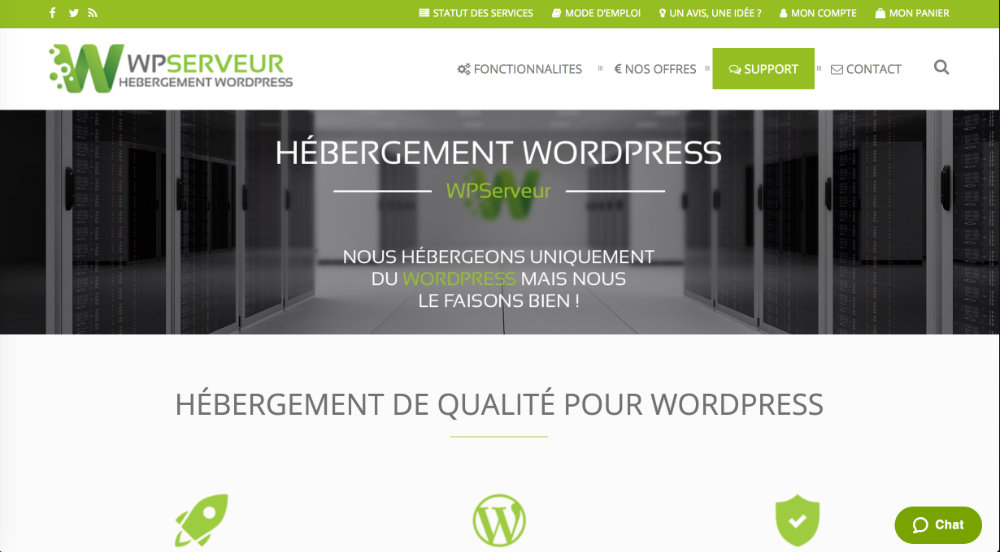 STATUT DES SERVICES MODE D'EMPLOI UN AVIS, UNE IDÉE ? MON COMPTE MON PANIER
WPSERVEUR
HEBERGEMENT WORDPRESS
FONCTIONNALITES € NOS OFFRES SUPPORT CONTACT
HÉBERGEMENT WORDPRESS
WPServeur
NOUS HÉBERGEONS UNIQUEMENT
DU WORDPRESS MAIS NOUS
LE FAISONS BIEN !
HÉBERGEMENT DE QUALITÉ POUR WORDPRESS
Chat